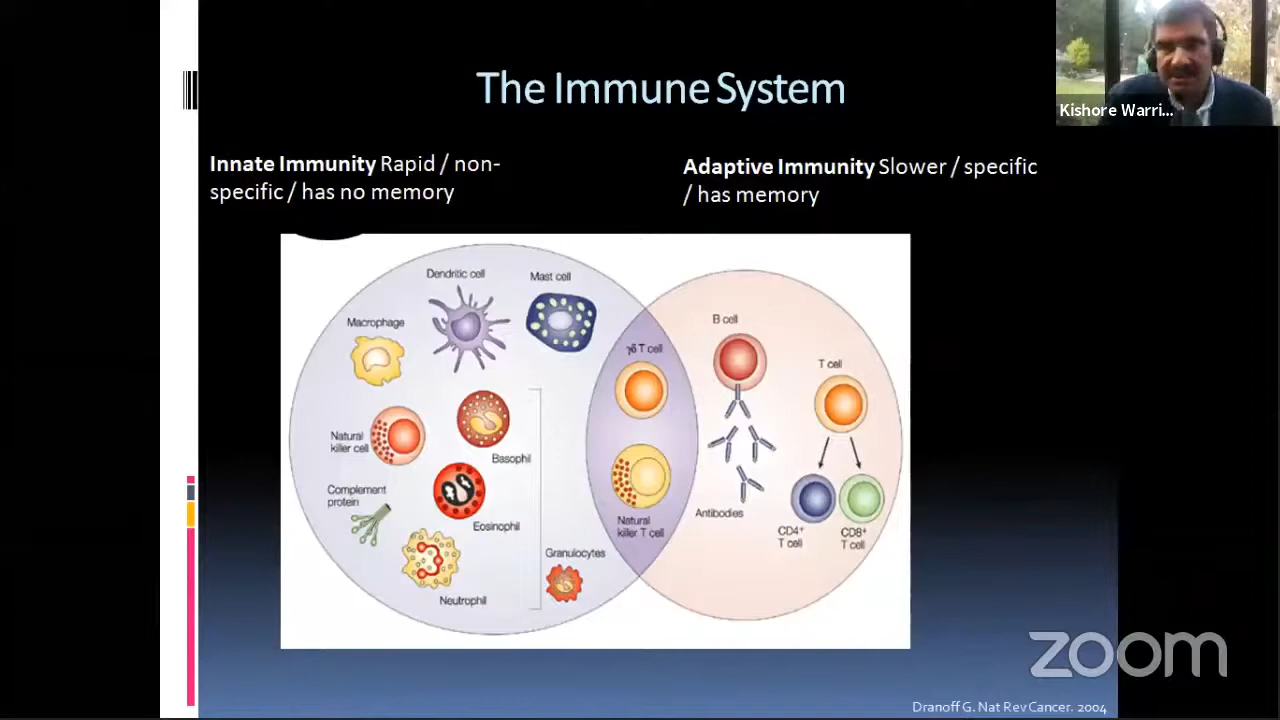 The Immune System
Kishore Warri...
Innate Immunity Rapid / non-
specific / has no memory
Adaptive Immunity Slower / specific
/ has memory
Dendritic cell
Mast cell
Macrophage
Natural
killer cell
Basophil
Complement
protein
Eosinophil
Neutrophil
Granulocytes
γδ T cell
Natural
killer T cell
B cell
Antibodies
T cell
CD4+
T cell
CD8+
T cell
zoom
Dranoff G. Nat Rev Cancer. 2004